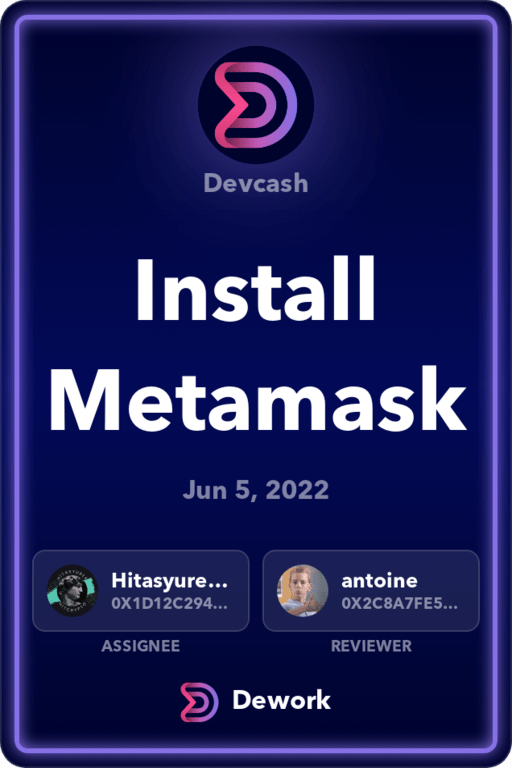 Devcash
Install
Metamask
Jun 5, 2022
Hitasyure...
0X1D12C294...
ASSIGNEE
antoine
0X2C8A7FE5...
REVIEWER
Dework